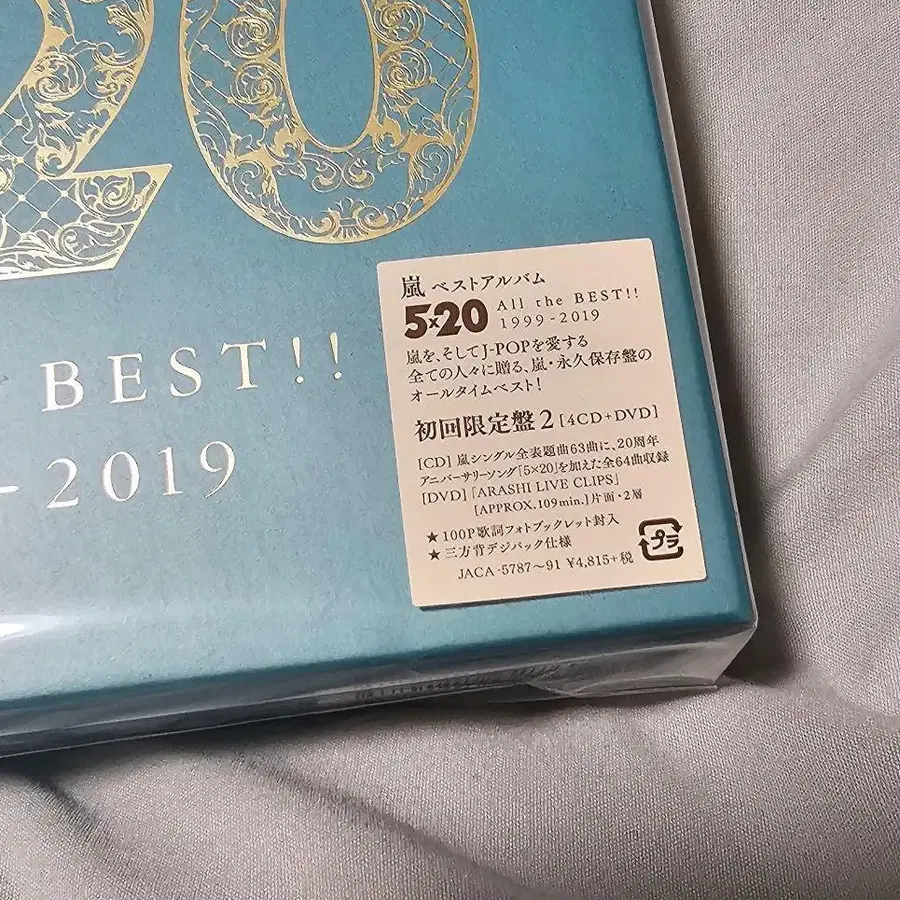 20
BEST!!
-2019
嵐 ベストアルバム
5×20 All the BEST!!
1999-2019
嵐を、そしてJ-POPを愛する
全ての人々に贈る、嵐・永久保存盤の
オールタイムベスト!
初回限定盤2 [4CD+DVD]
[CD] 嵐シングル全表題曲63曲に、20周年
アニバーサリーソング「5×20」を加えた全64曲収録
[DVD]「ARASHI LIVE CLIPS」
[APPROX.109min.]片面・2層
★100P歌詞フォトブックレット封入
★三方背デジパック仕様
プラ
JACA-5787〜91 ¥4,815+税